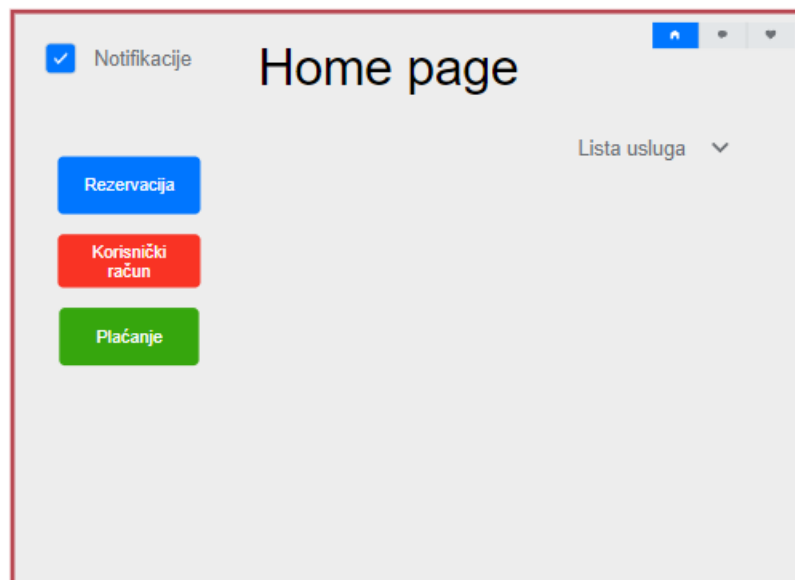 Notifikacije
Home page
Lista usluga
Rezervacija
Korisnički
račun
Plaćanje